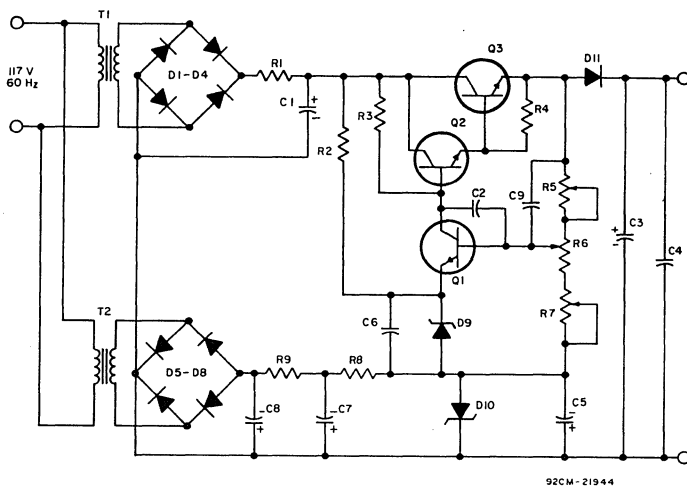 T1
117 V
60 Hz
D1-D4
R1
C1
+
-
R2
R3
Q3
Q2
R4
D11
C2
C9
R5
R6
R7
Q1
C3
+
-
C4
T2
D5-D8
R9
R8
C6
D9
-
C8
+
-
C7
+
D10
C5
-
+
92CM-21944